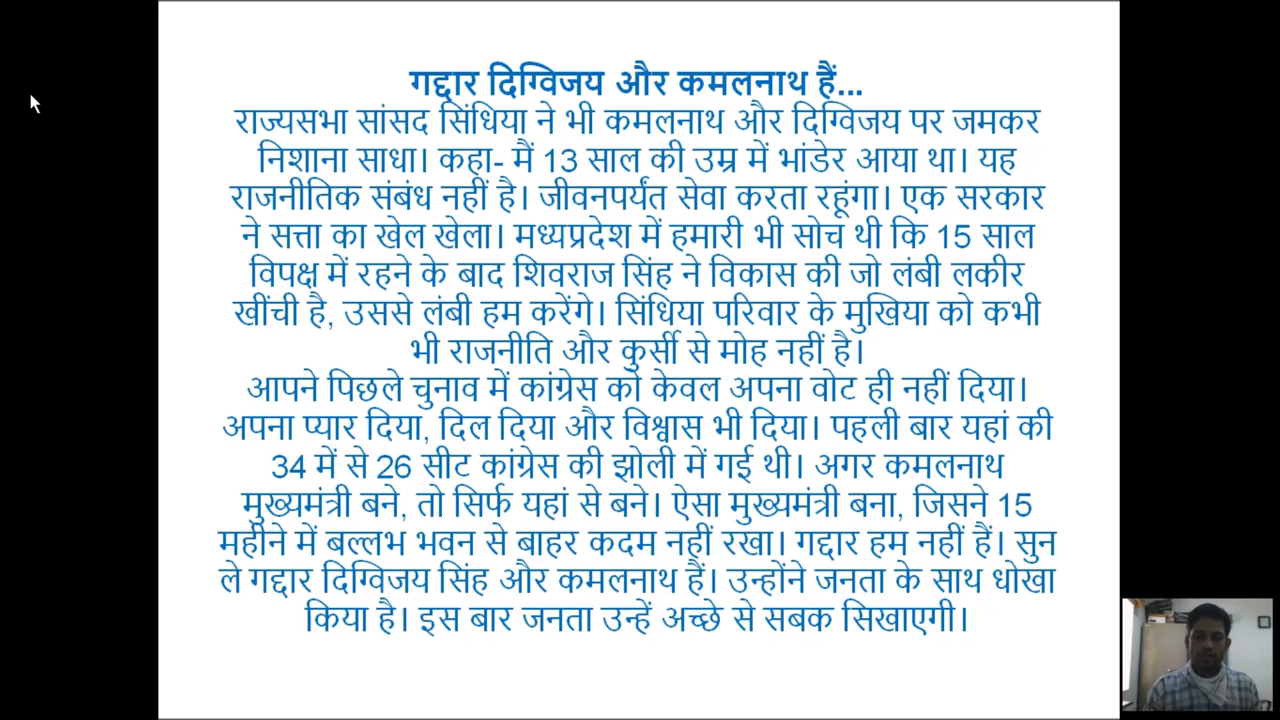 गद्दार दिग्विजय और कमलनाथ हैं...
राज्यसभा सांसद सिंधिया ने भी कमलनाथ और दिग्विजय पर जमकर
निशाना साधा। कहा- मैं 13 साल की उम्र में भांडेर आया था। यह
राजनीतिक संबंध नहीं है। जीवनपर्यंत सेवा करता रहूंगा। एक सरकार
ने सत्ता का खेल खेला। मध्यप्रदेश में हमारी भी सोच थी कि 15 साल
विपक्ष में रहने के बाद शिवराज सिंह ने विकास की जो लंबी लकीर
खींची है, उससे लंबी हम करेंगे। सिंधिया परिवार के मुखिया को कभी
भी राजनीति और कुर्सी से मोह नहीं है।
आपने पिछले चुनाव में कांग्रेस को केवल अपना वोट ही नहीं दिया।
अपना प्यार दिया, दिल दिया और विश्वास भी दिया। पहली बार यहां की
34 में से 26 सीट कांग्रेस की झोली में गई थी। अगर कमलनाथ
मुख्यमंत्री बने, तो सिर्फ यहां से बने। ऐसा मुख्यमंत्री बना, जिसने 15
महीने में बल्लभ भवन से बाहर कदम नहीं रखा। गद्दार हम नहीं हैं। सुन
ले गद्दार दिग्विजय सिंह और कमलनाथ हैं। उन्होंने जनता के साथ धोखा
किया है। इस बार जनता उन्हें अच्छे से सबक सिखाएगी।